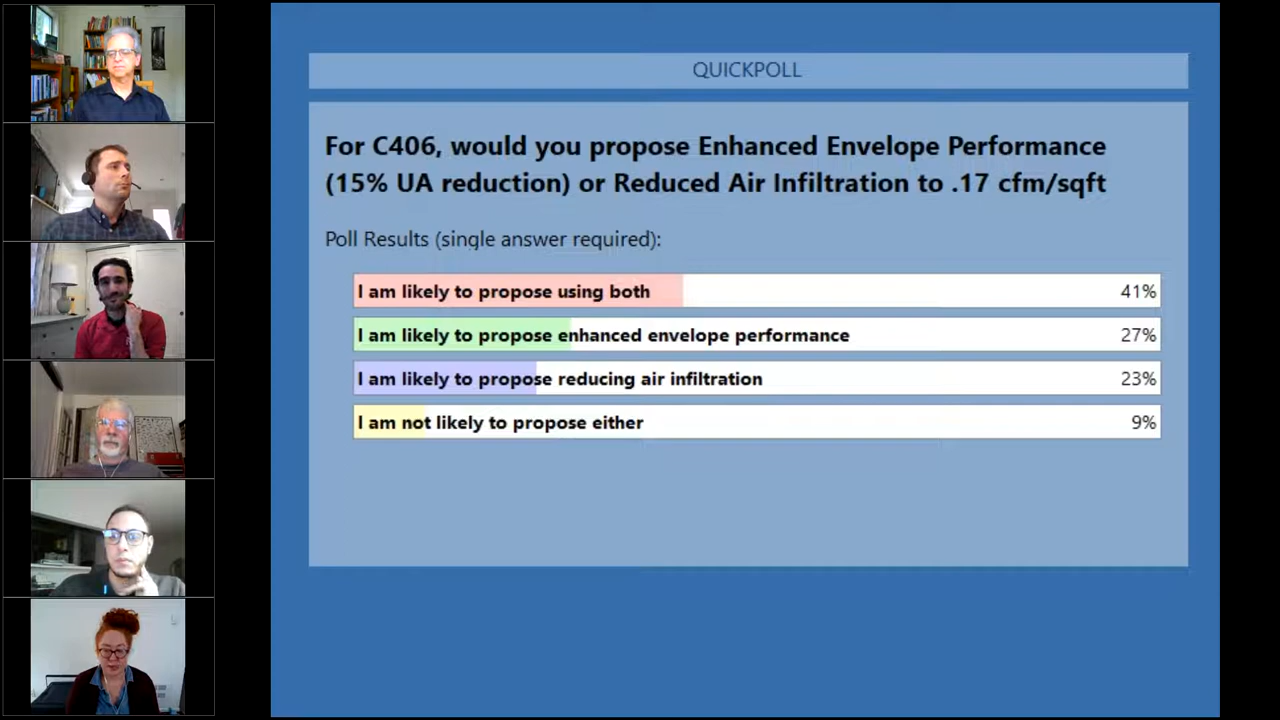 QUICKPOLL
For C406, would you propose Enhanced Envelope Performance
(15% UA reduction) or Reduced Air Infiltration to .17 cfm/sqft
Poll Results (single answer required):
I am likely to propose using both 41%
I am likely to propose enhanced envelope performance 27%
I am likely to propose reducing air infiltration 23%
I am not likely to propose either 9%